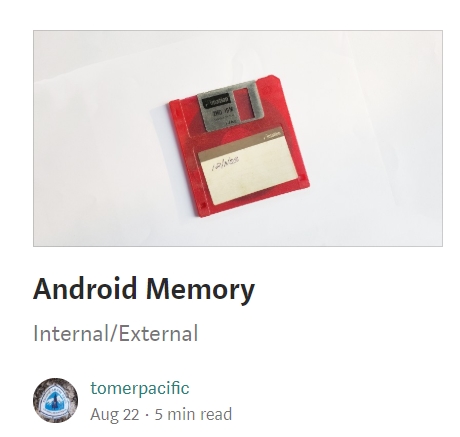 Android Memory
Internal/External
tomerpacific
Aug 22 · 5 min read